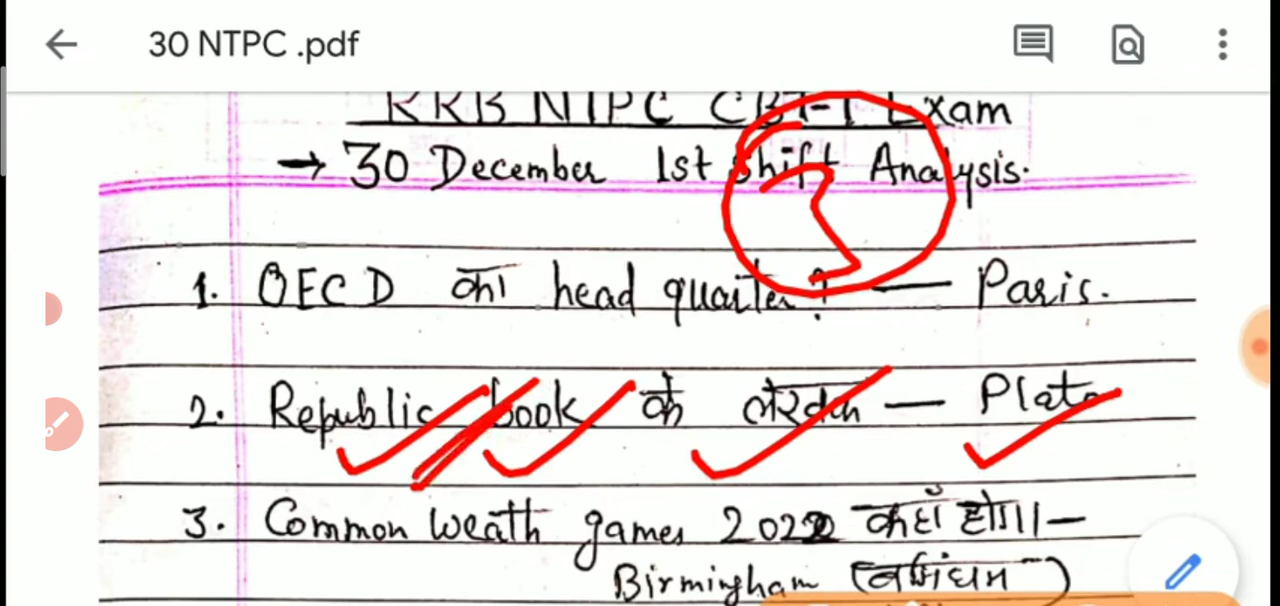 30 NTPC .pdf
RRB NTPC CBT-1 Exam
→ 30 December 1st Shift Analysis.
1. OECD का head quarter? — Paris.
2. Republic book के लेखक — Plato
3. Common weath games 2022 कहाँ होगा।—
Birmingham (बर्मिंघम)